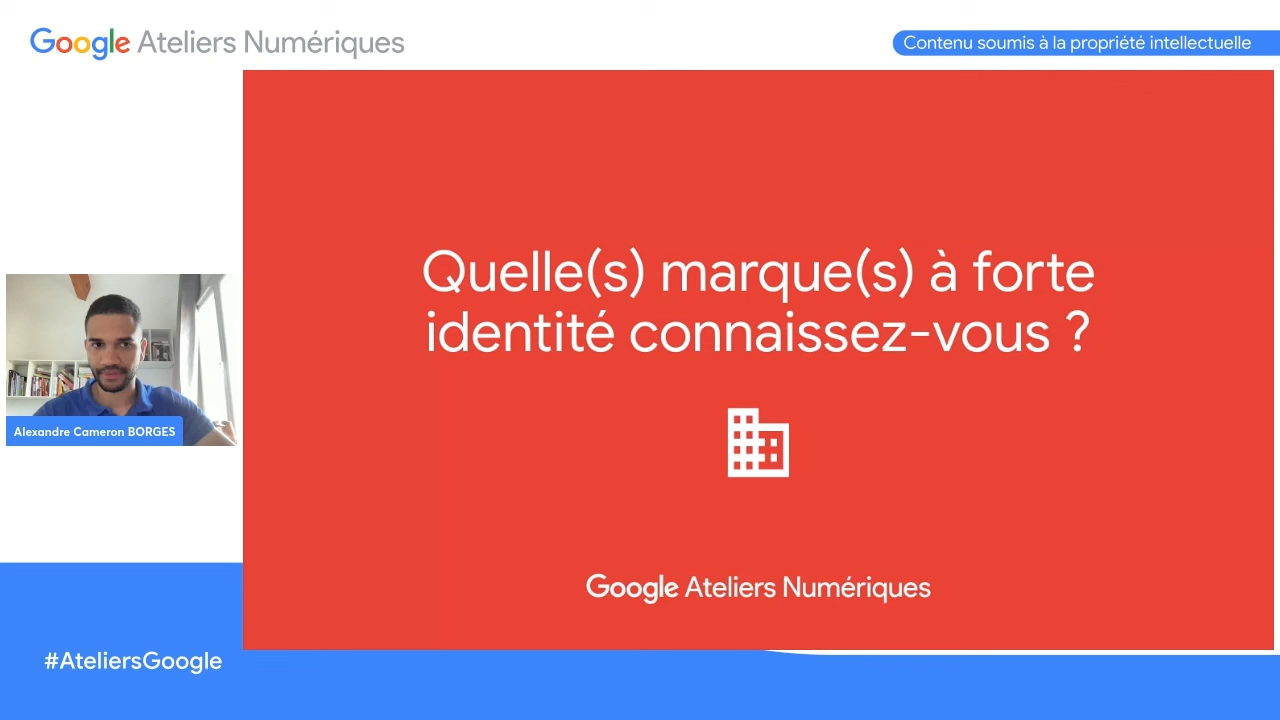 Google Ateliers Numériques
Contenu soumis à la propriété intellectuelle
Quelle(s) marque(s) à forte
identité connaissez-vous ?
Alexandre Cameron BORGES
Google Ateliers Numériques
#AteliersGoogle